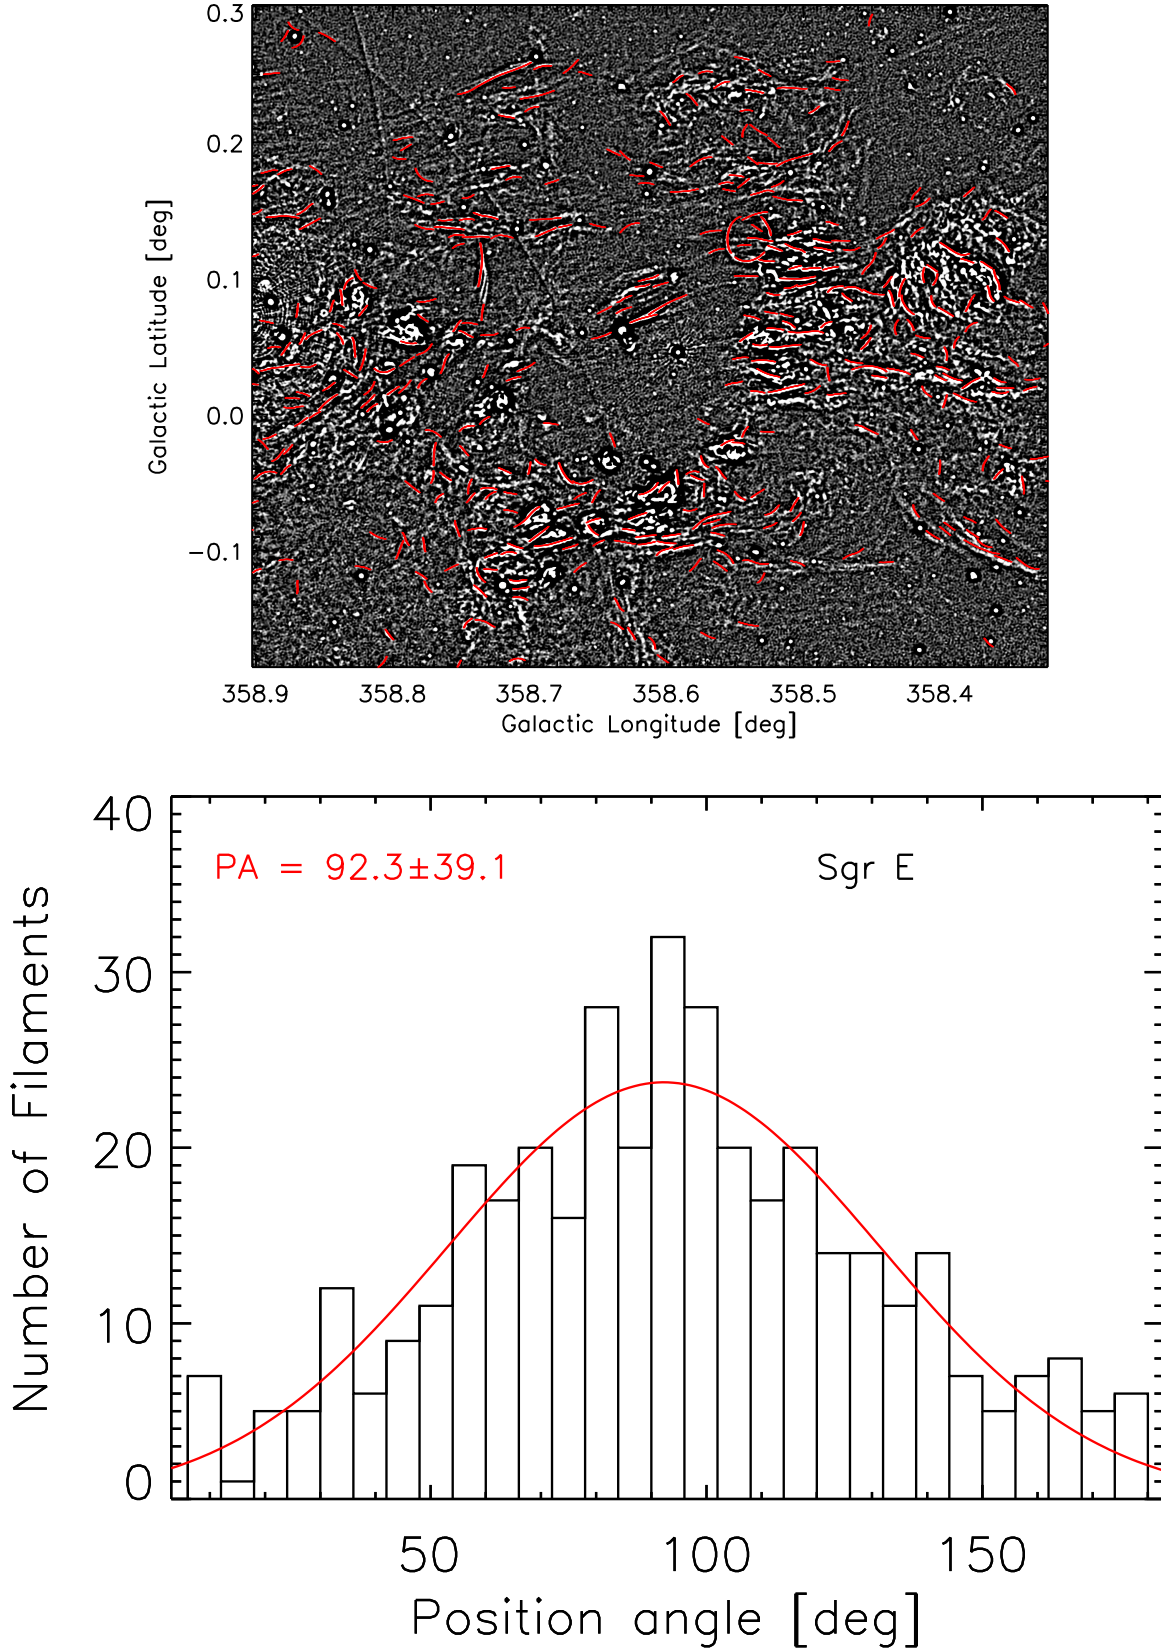 0.3
0.2
0.1
0.0
−0.1
Galactic Latitude [deg]
358.9 358.8 358.7 358.6 358.5 358.4
Galactic Longitude [deg]
40
30
20
10
0
Number of Filaments
PA = 92.3±39.1
Sgr E
50 100 150
Position angle [deg]